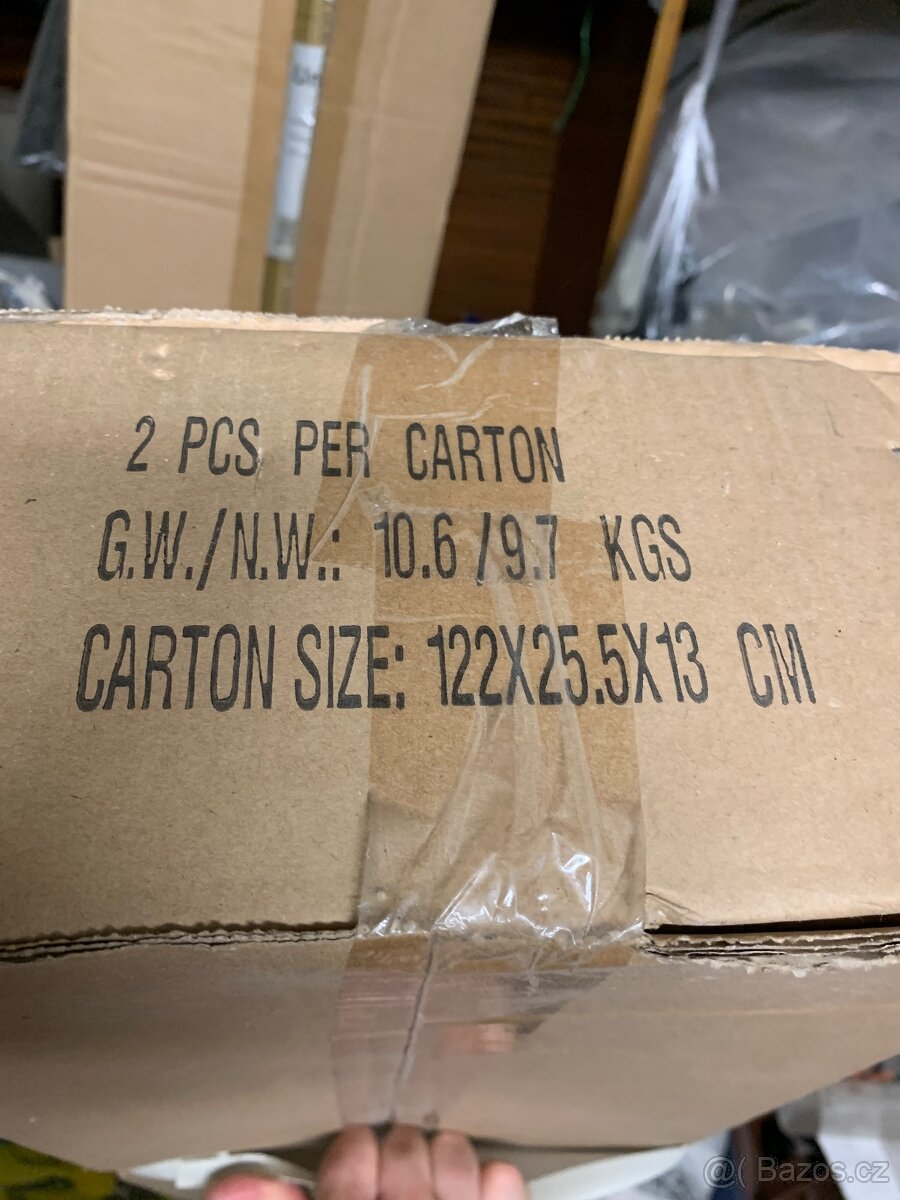 2 PCS PER CARTON
G.W./N.W.: 10.6 /9.7 KGS
CARTON SIZE: 122X25.5X13 CM
@( Bazos.cz